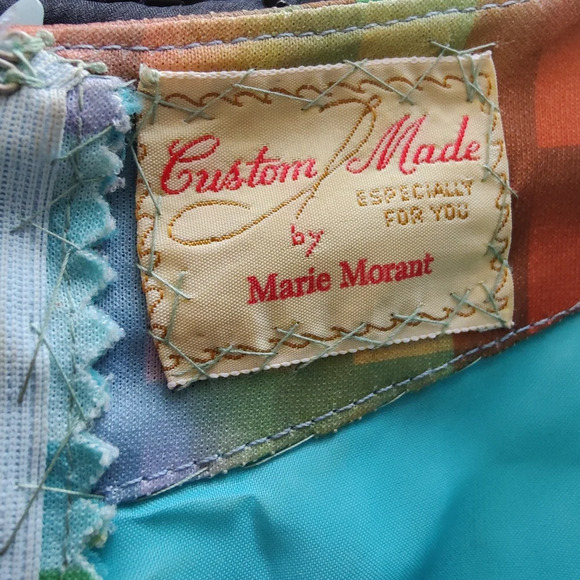 Custom Made
ESPECIALLY
FOR YOU
by
Marie Morant